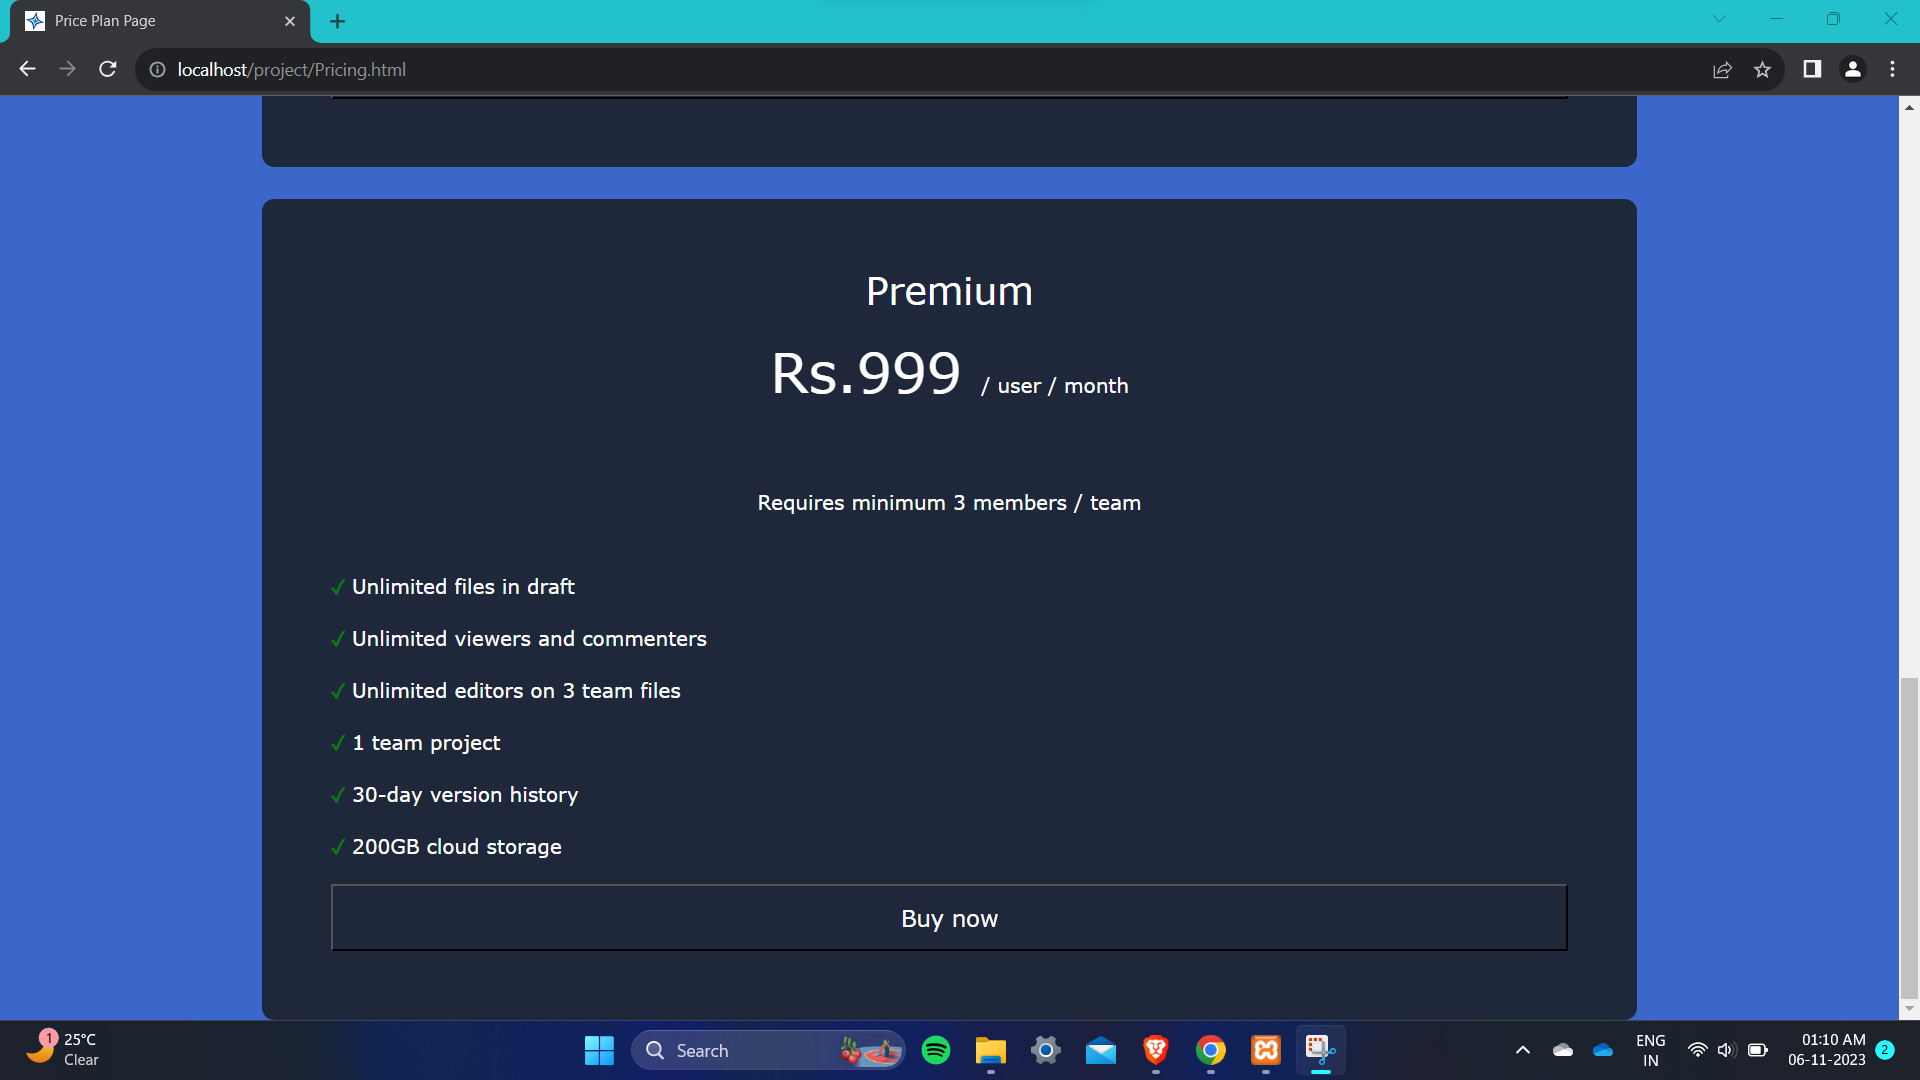 Price Plan Page
localhost/project/Pricing.html
Premium
Rs.999 / user / month
Requires minimum 3 members / team
✓ Unlimited files in draft
✓ Unlimited viewers and commenters
✓ Unlimited editors on 3 team files
✓ 1 team project
✓ 30-day version history
✓ 200GB cloud storage
Buy now
1
25°C
Clear
Search
ENG
IN
01:10 AM
06-11-2023
2